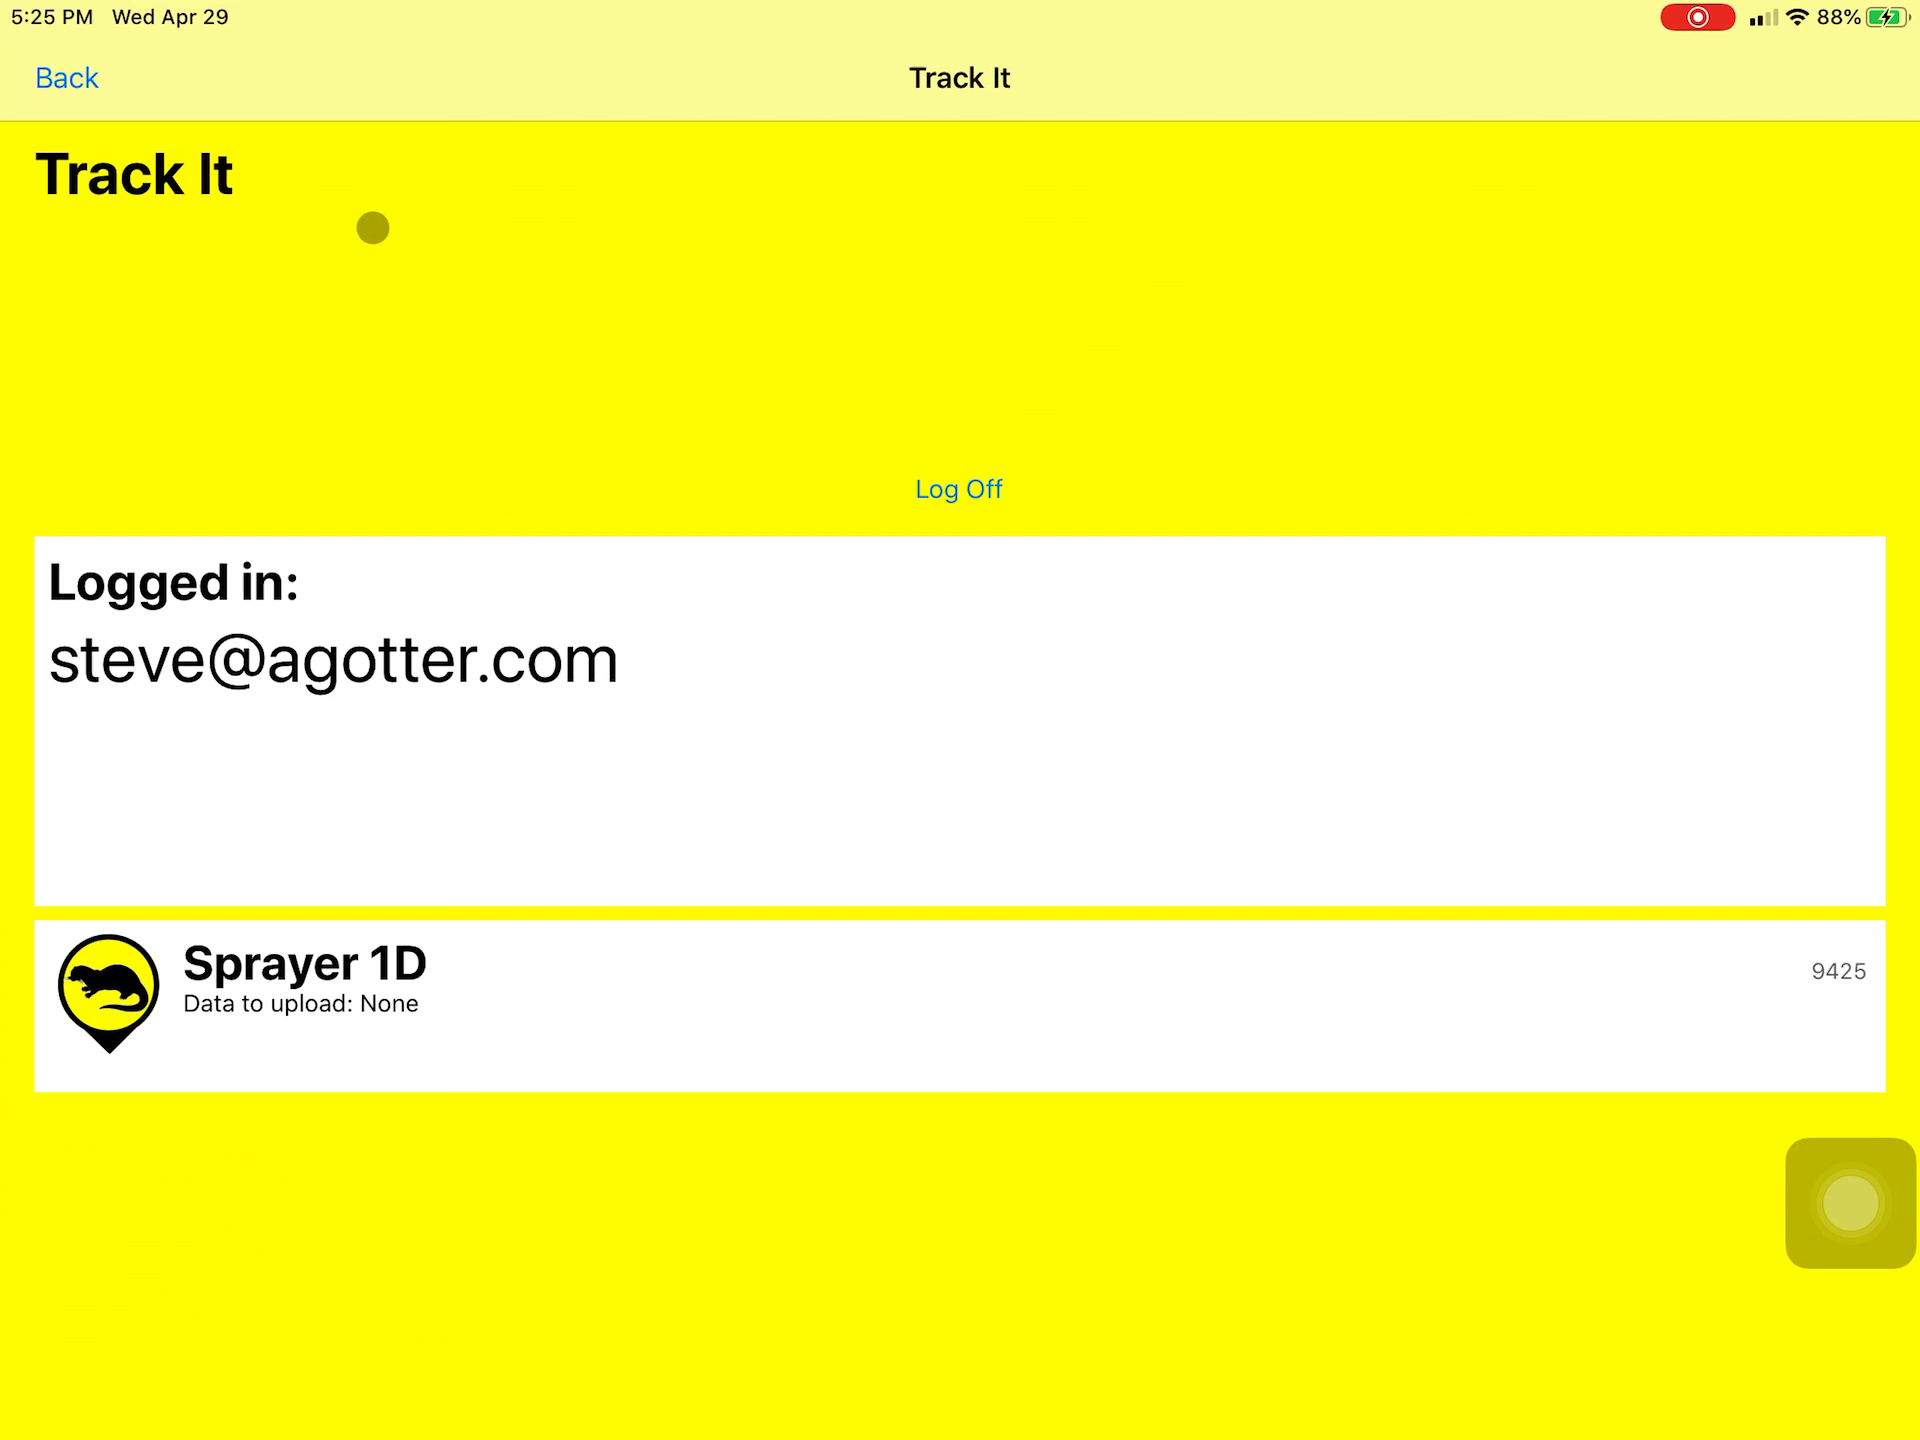 5:25 PM Wed Apr 29 88%
Back Track It
Track It
Log Off
Logged in:
steve@agotter.com
Sprayer 1D
9425
Data to upload: None